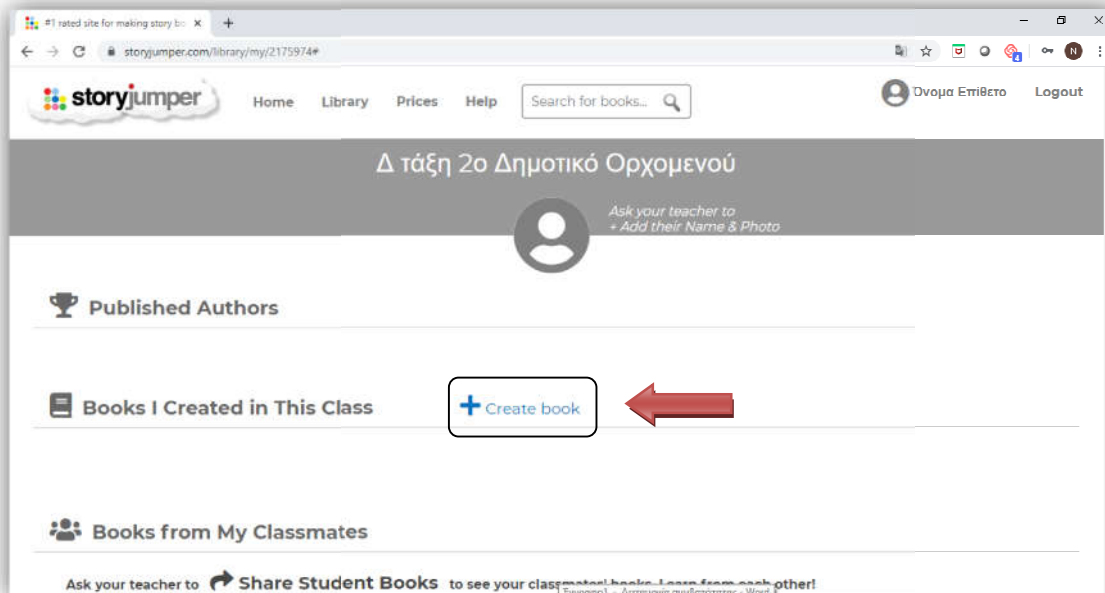 #1 rated site for making story bo
storyjumper.com/library/my/2175974#
N
4
storyjumper Home Library Prices Help Search for books... Όνομα Επίθετο Logout
Δ τάξη 2ο Δημοτικό Ορχομενού
Ask your teacher to
+ Add their Name & Photo
Published Authors
Books I Created in This Class + Create book
Books from My Classmates
Ask your teacher to Share Student Books to see your classmates' books. Learn from each other!